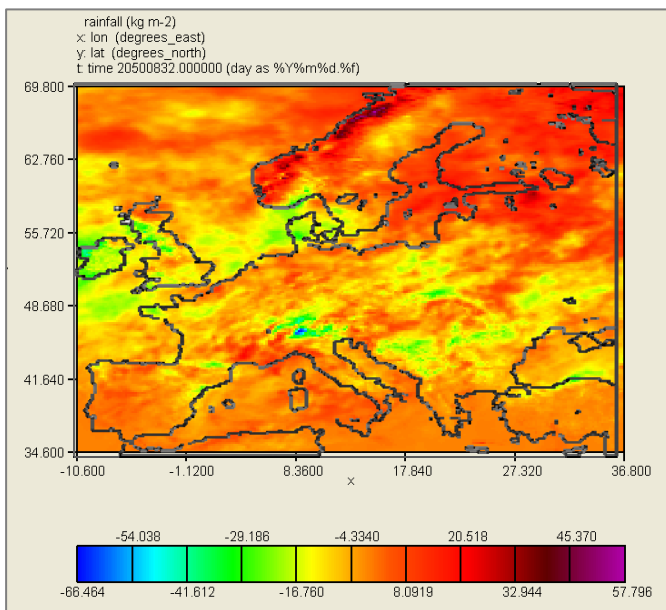 rainfall (kg m-2)
x: lon (degrees_east)
y: lat (degrees_north)
t: time 20500832.000000 (day as %Y%m%d.%f)
69.800
62.760
55.720
48.680
41.640
34.600
-10.600 -1.1200 8.3600 17.840 27.320 36.800
x
-54.038 -29.186 -4.3340 20.518 45.370
-66.464 -41.612 -16.760 8.0919 32.944 57.796